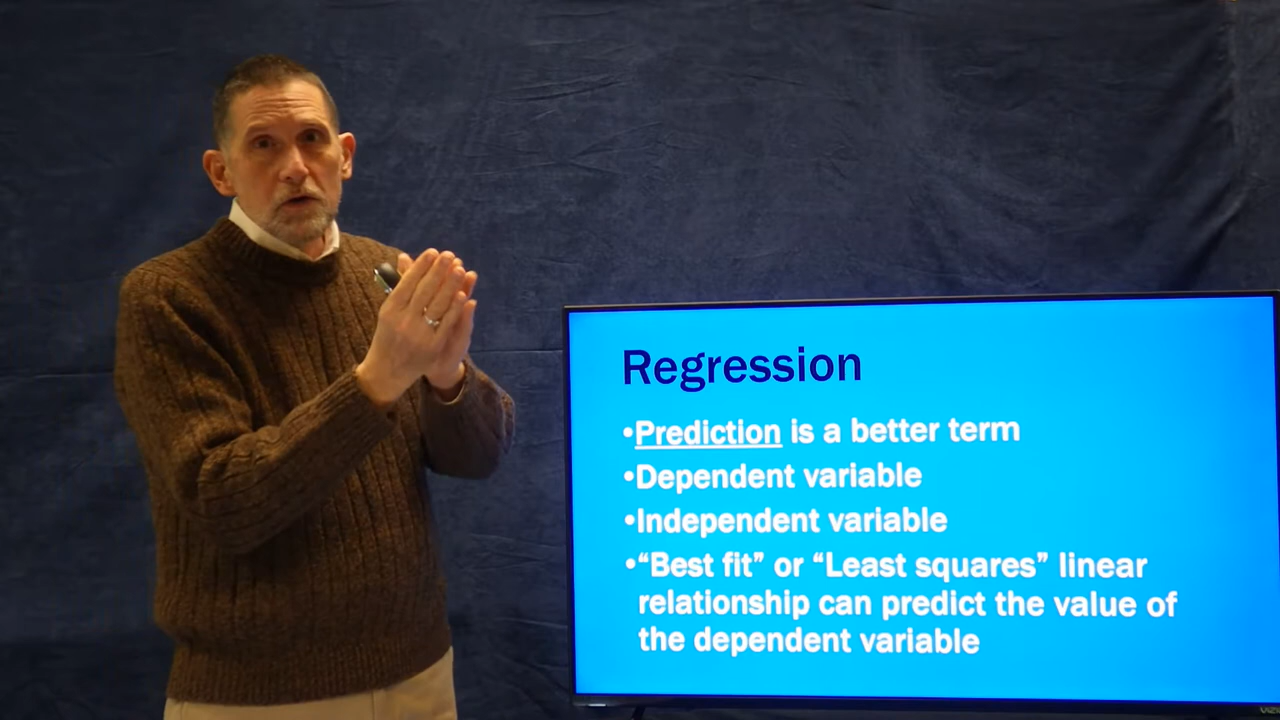 Regression
•Prediction is a better term
•Dependent variable
•Independent variable
•“Best fit” or “Least squares” linear
relationship can predict the value of
the dependent variable